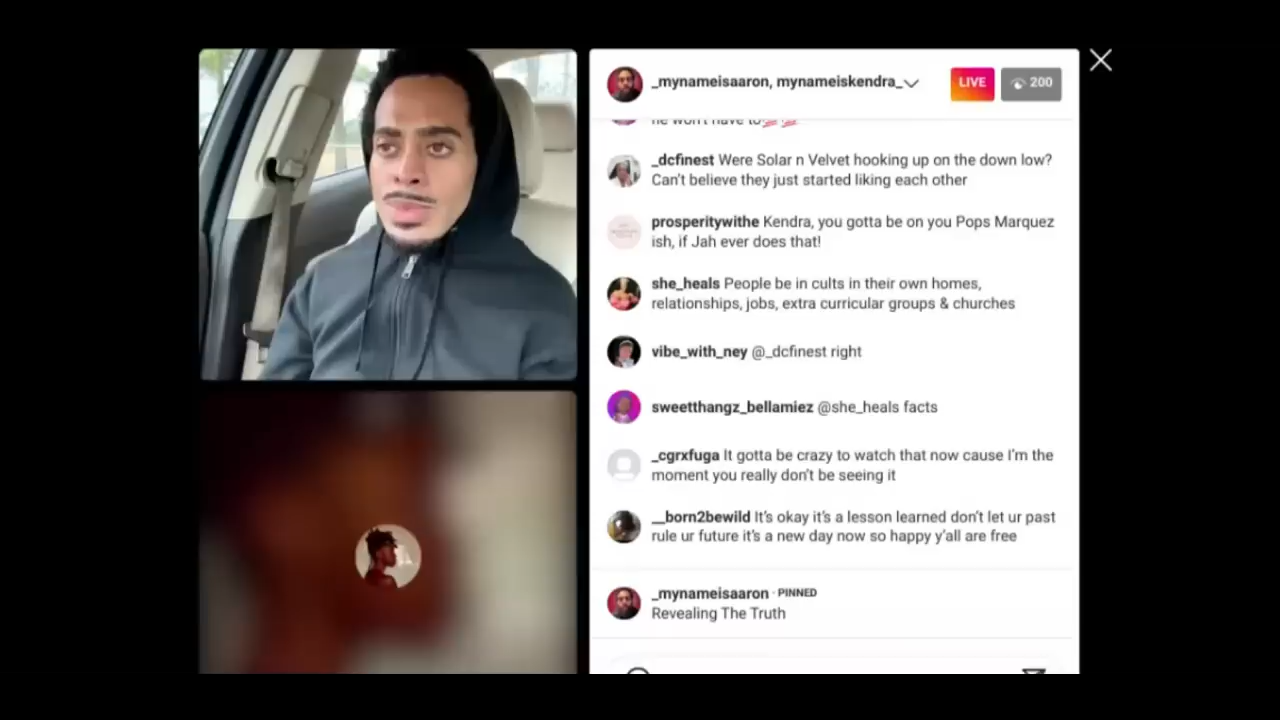 _mynameisaaron, mynameiskendra_
LIVE
200
he won't have to💯💯
_dcfinest Were Solar n Velvet hooking up on the down low?
Can't believe they just started liking each other
prosperitywithe Kendra, you gotta be on you Pops Marquez
ish, if Jah ever does that!
she_heals People be in cults in their own homes,
relationships, jobs, extra curricular groups & churches
vibe_with_ney @_dcfinest right
sweetthangz_bellamiez @she_heals facts
_cgrxfuga It gotta be crazy to watch that now cause I'm the
moment you really don't be seeing it
__born2bewild It's okay it's a lesson learned don't let ur past
rule ur future it's a new day now so happy y'all are free
_mynameisaaron · PINNED
Revealing The Truth